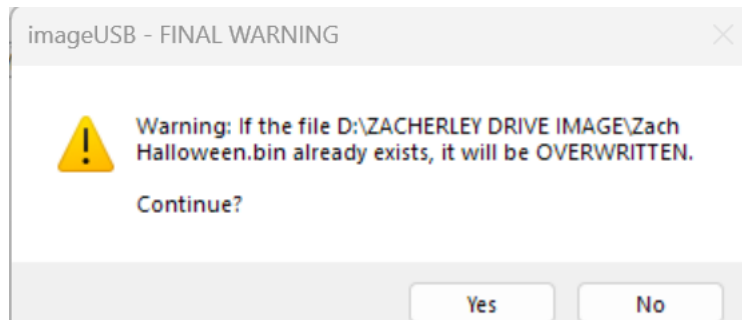 imageUSB - FINAL WARNING
Warning: If the file D:\ZACHERLEY DRIVE IMAGE\Zach
Halloween.bin already exists, it will be OVERWRITTEN.
Continue?
Yes No